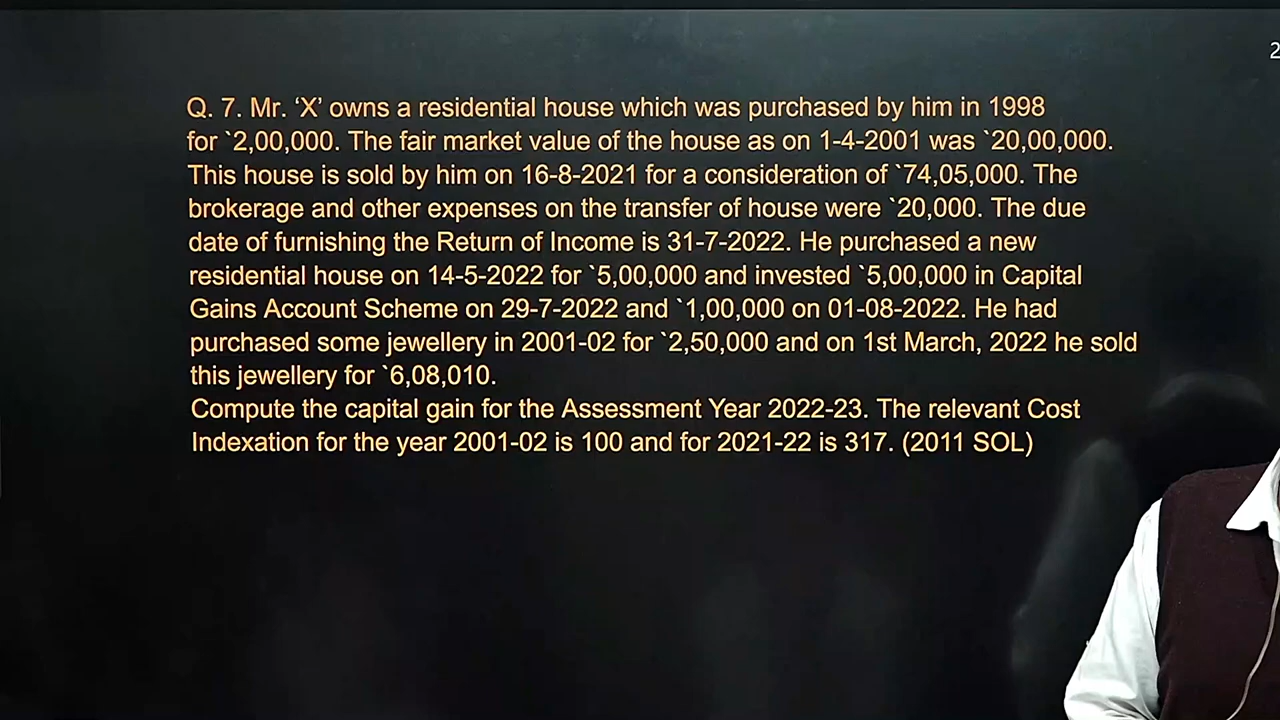 2
Q. 7. Mr. ‘X’ owns a residential house which was purchased by him in 1998
for `2,00,000. The fair market value of the house as on 1-4-2001 was `20,00,000.
This house is sold by him on 16-8-2021 for a consideration of `74,05,000. The
brokerage and other expenses on the transfer of house were `20,000. The due
date of furnishing the Return of Income is 31-7-2022. He purchased a new
residential house on 14-5-2022 for `5,00,000 and invested `5,00,000 in Capital
Gains Account Scheme on 29-7-2022 and `1,00,000 on 01-08-2022. He had
purchased some jewellery in 2001-02 for `2,50,000 and on 1st March, 2022 he sold
this jewellery for `6,08,010.
Compute the capital gain for the Assessment Year 2022-23. The relevant Cost
Indexation for the year 2001-02 is 100 and for 2021-22 is 317. (2011 SOL)